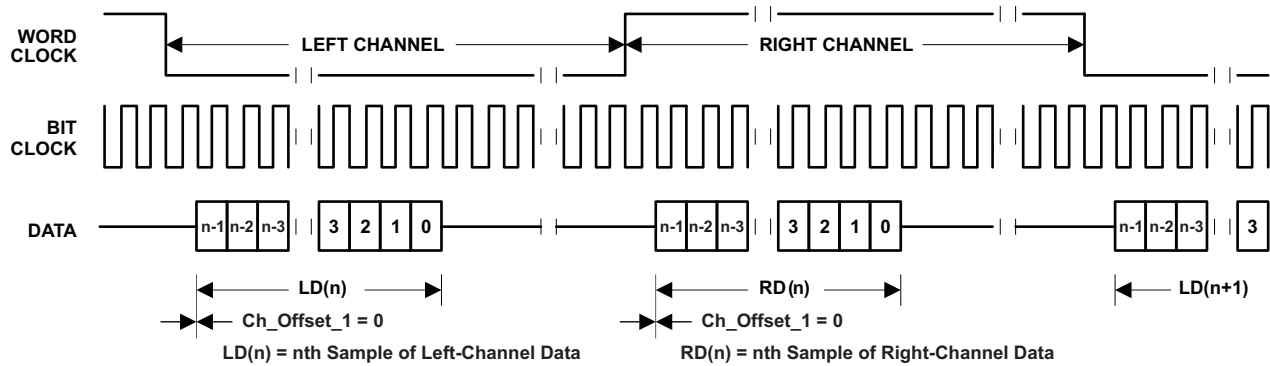 WORD
CLOCK
LEFT CHANNEL
RIGHT CHANNEL
BIT
CLOCK
DATA
n-1 n-2 n-3 3 2 1 0 n-1 n-2 n-3 3 2 1 0 n-1 n-2 n-3 3
LD(n) RD(n) LD(n+1)
Ch_Offset_1 = 0 Ch_Offset_1 = 0
LD(n) = nth Sample of Left-Channel Data RD(n) = nth Sample of Right-Channel Data